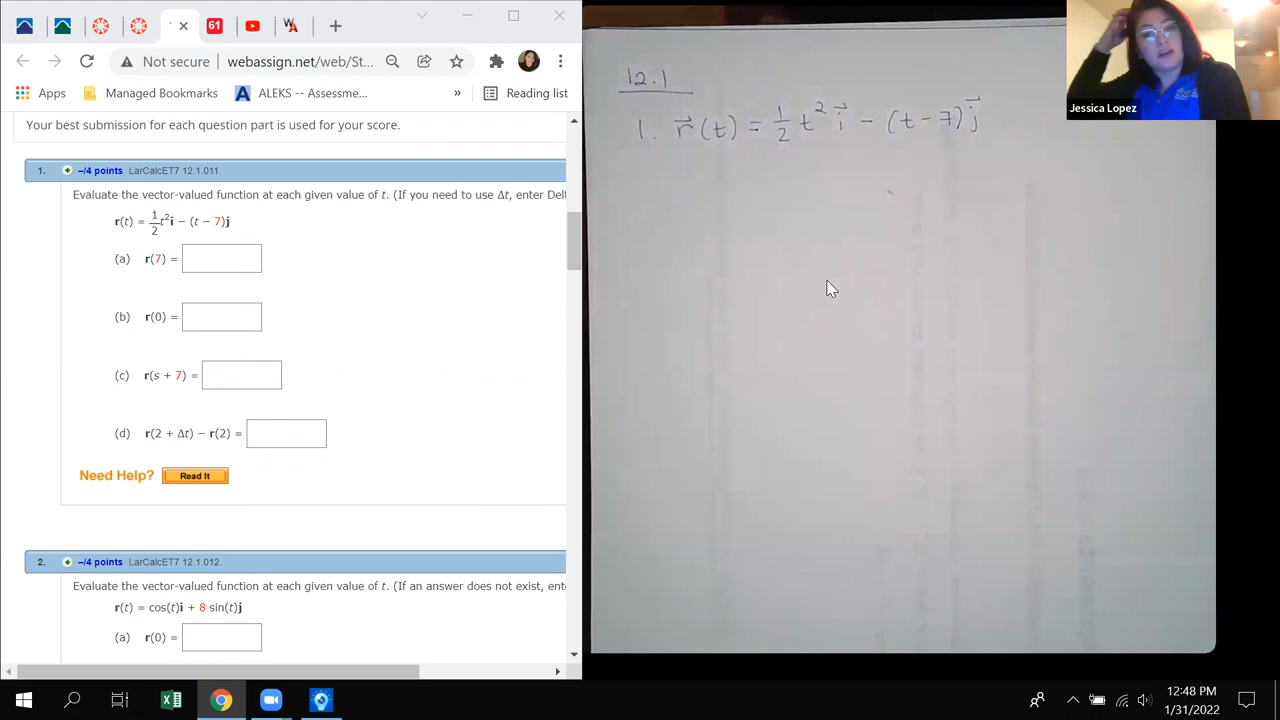 61
Not secure webassign.net/web/St...
Apps Managed Bookmarks ALEKS -- Assessme... » Reading list
Your best submission for each question part is used for your score.
1. –/4 points LarCalcET7 12.1.011.
Evaluate the vector-valued function at each given value of t. (If you need to use Δt, enter Del
r(t) = 1/2 t²i − (t − 7)j
(a) r(7) =
(b) r(0) =
(c) r(s + 7) =
(d) r(2 + Δt) − r(2) =
Need Help? Read It
2. –/4 points LarCalcET7 12.1.012.
Evaluate the vector-valued function at each given value of t. (If an answer does not exist, ente
r(t) = cos(t)i + 8 sin(t)j
(a) r(0) =
12.1
1. r⃗(t) = 1/2 t² i⃗ − (t − 7) j⃗
Jessica Lopez
12:48 PM
1/31/2022